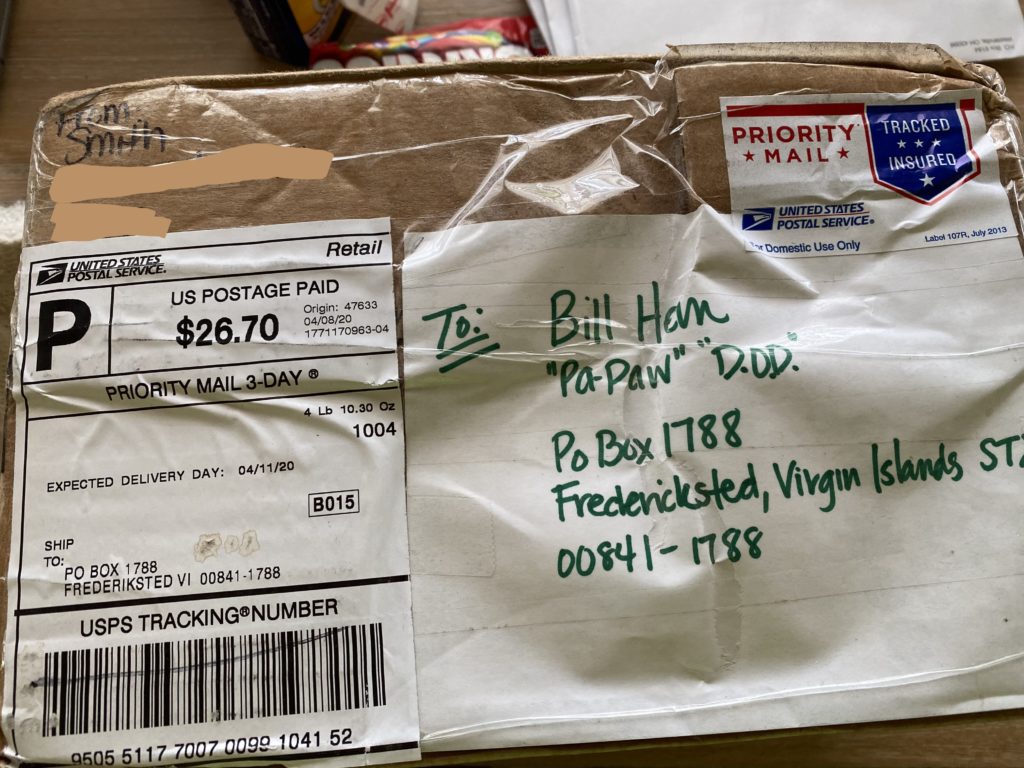 From
Smith
UNITED STATES
POSTAL SERVICE.
Retail
P
US POSTAGE PAID
$26.70
Origin: 47633
04/08/20
1771170963-04
PRIORITY MAIL 3-DAY ®
4 Lb 10.30 Oz
1004
EXPECTED DELIVERY DAY: 04/11/20
B015
SHIP
TO:
PO BOX 1788
FREDERIKSTED VI 00841-1788
USPS TRACKING® NUMBER
9505 5117 7007 0099 1041 52
PRIORITY
★ MAIL ★
TRACKED
★ ★ ★
INSURED
★
UNITED STATES
POSTAL SERVICE®
For Domestic Use Only
Label 107R, July 2013
To:
Bill Ham
"Pa-Paw" "D.O.D."
Po Box 1788
Fredericksted, Virgin Islands
00841-1788